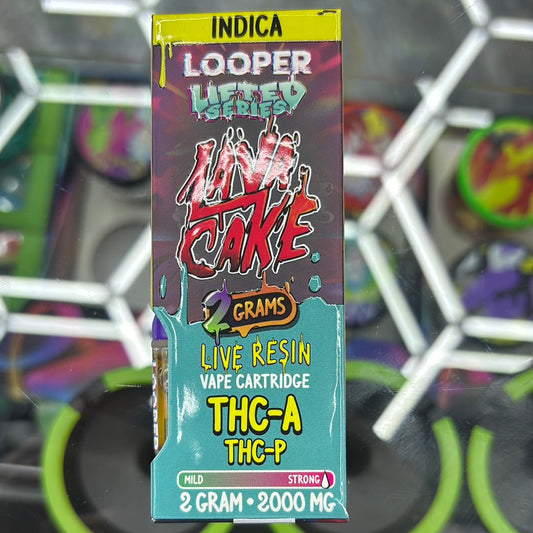 INDICA
LOOPER
LIFTED
SERIES
LAVA
CAKE
2 GRAMS
LIVE RESIN
VAPE CARTRIDGE
THC-A
THC-P
MILD STRONG
2 GRAM • 2000 MG